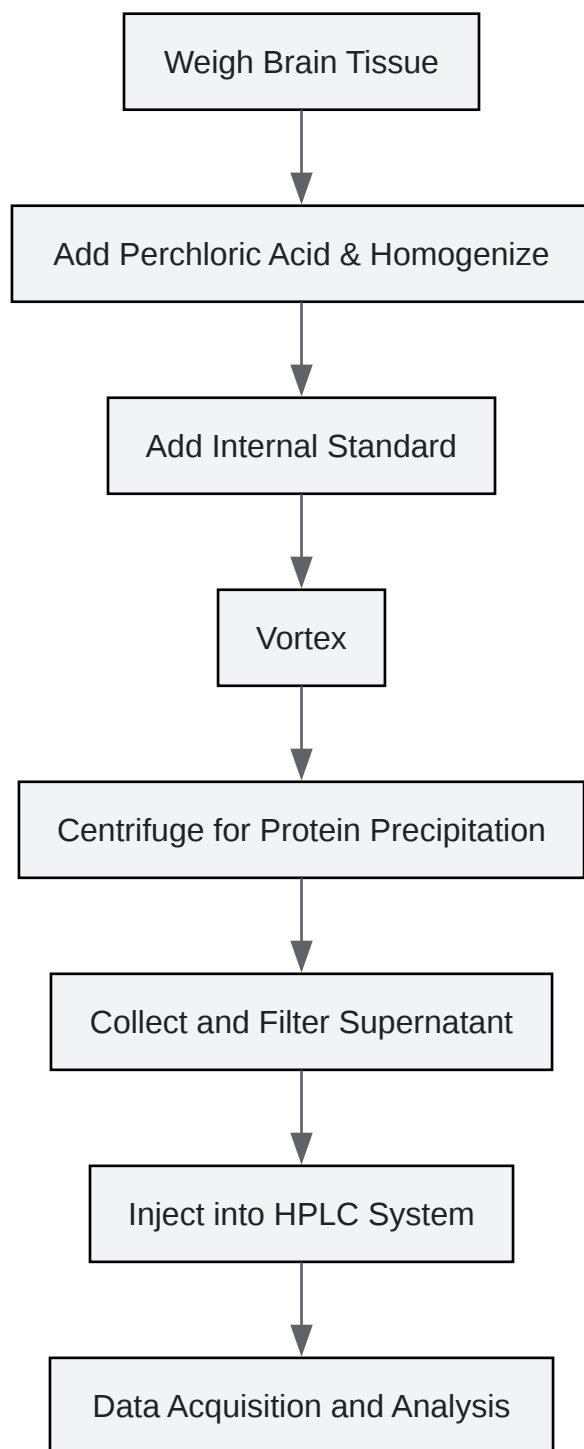 Weigh Brain Tissue
Add Perchloric Acid & Homogenize
Add Internal Standard
Vortex
Centrifuge for Protein Precipitation
Collect and Filter Supernatant
Inject into HPLC System
Data Acquisition and Analysis